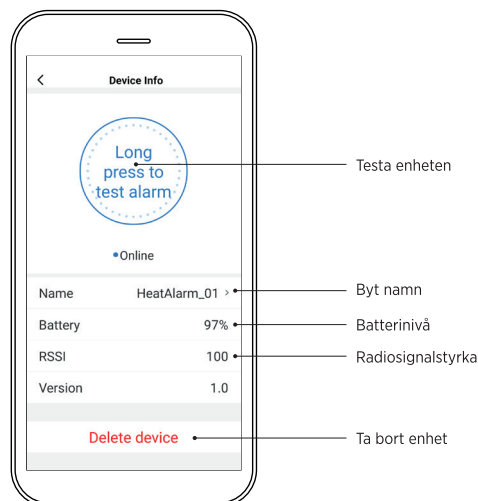 Device Info
Long
press to
test alarm
Testa enheten
Online
Name HeatAlarm_01 > Byt namn
Battery 97% Batterinivå
RSSI 100 Radiosignalstyrka
Version 1.0
Delete device Ta bort enhet